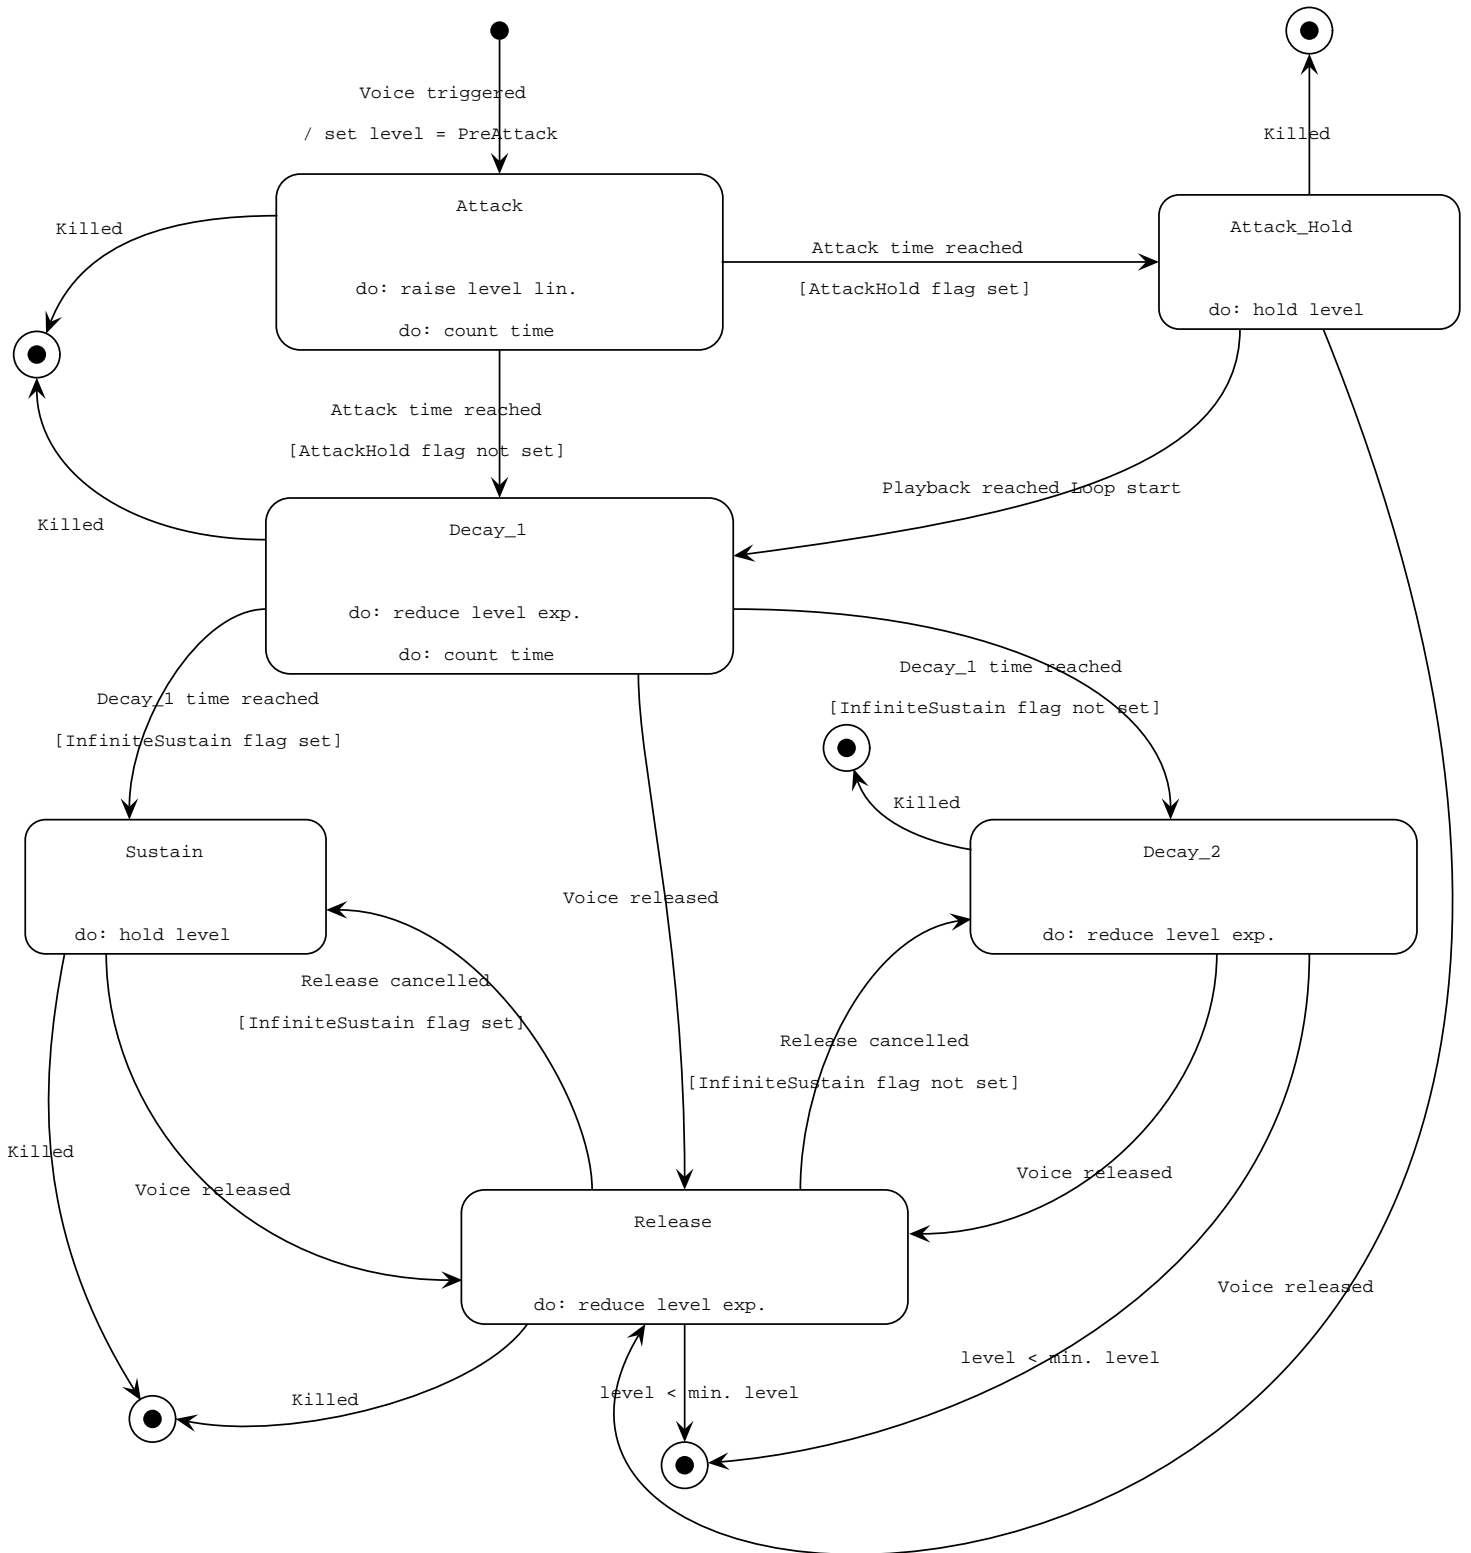 Voice triggered
/ set level = PreAttack
Killed
Attack
do: raise level lin.
do: count time
Killed
Attack time reached
[AttackHold flag set]
Attack_Hold
do: hold level
Attack time reached
[AttackHold flag not set]
Playback reached Loop start
Killed
Decay_1
do: reduce level exp.
do: count time
Decay_1 time reached
[InfiniteSustain flag set]
Decay_1 time reached
[InfiniteSustain flag not set]
Killed
Sustain
do: hold level
Voice released
Decay_2
do: reduce level exp.
Release cancelled
[InfiniteSustain flag set]
Release cancelled
[InfiniteSustain flag not set]
Killed
Voice released
Voice released
Release
do: reduce level exp.
Voice released
level < min. level
Killed
level < min. level